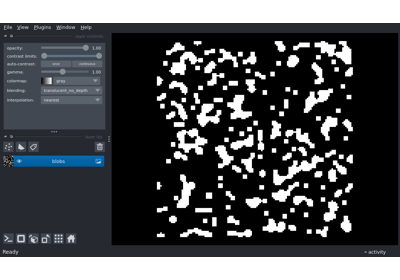 File View Plugins Window Help
opacity: 1.00
contrast limits:
auto-contrast: once continuous
gamma: 1.00
colormap: gray
blending: translucent_no_depth
interpolation: nearest
blobs
Ready
activity